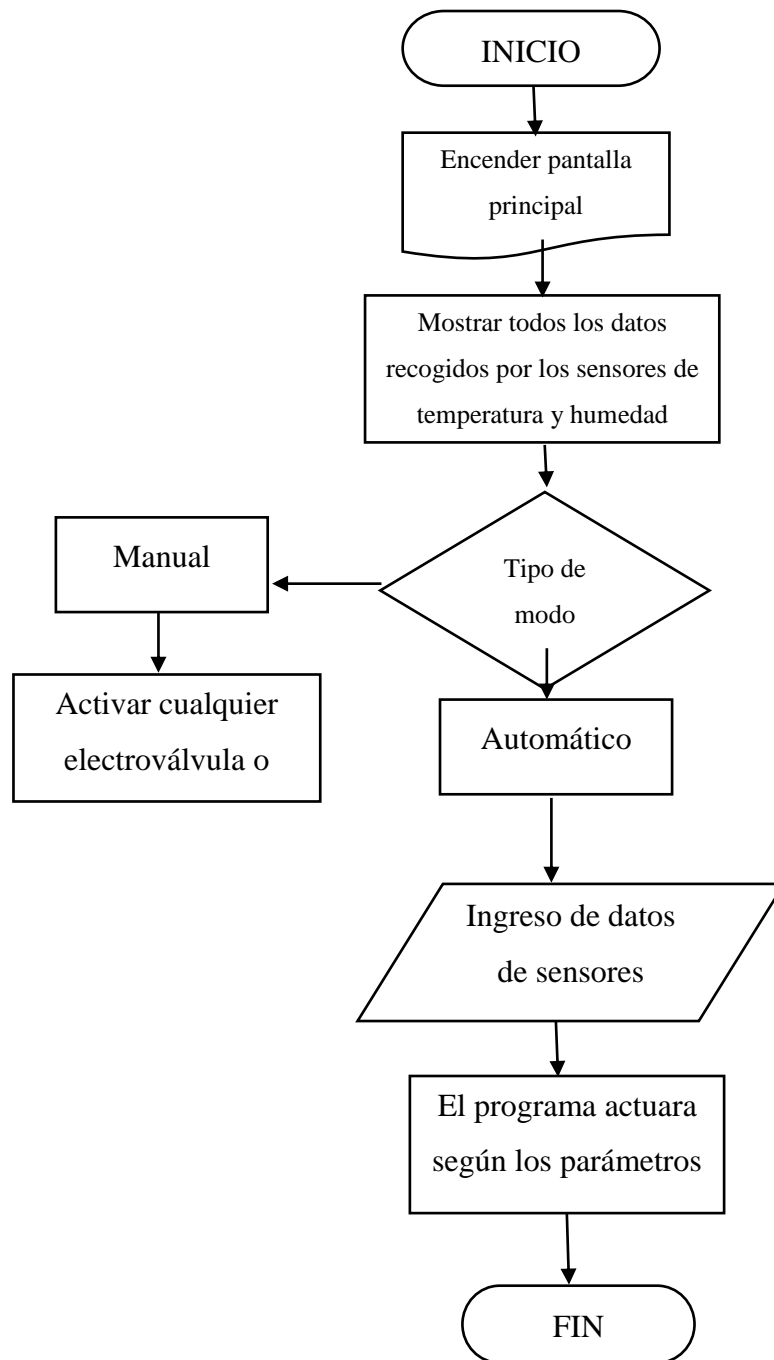 INICIO
Encender pantalla
principal
Mostrar todos los datos
recogidos por los sensores de
temperatura y humedad
Tipo de
modo
Manual
Activar cualquier
electroválvula o
Automático
Ingreso de datos
de sensores
El programa actuara
según los parámetros
FIN